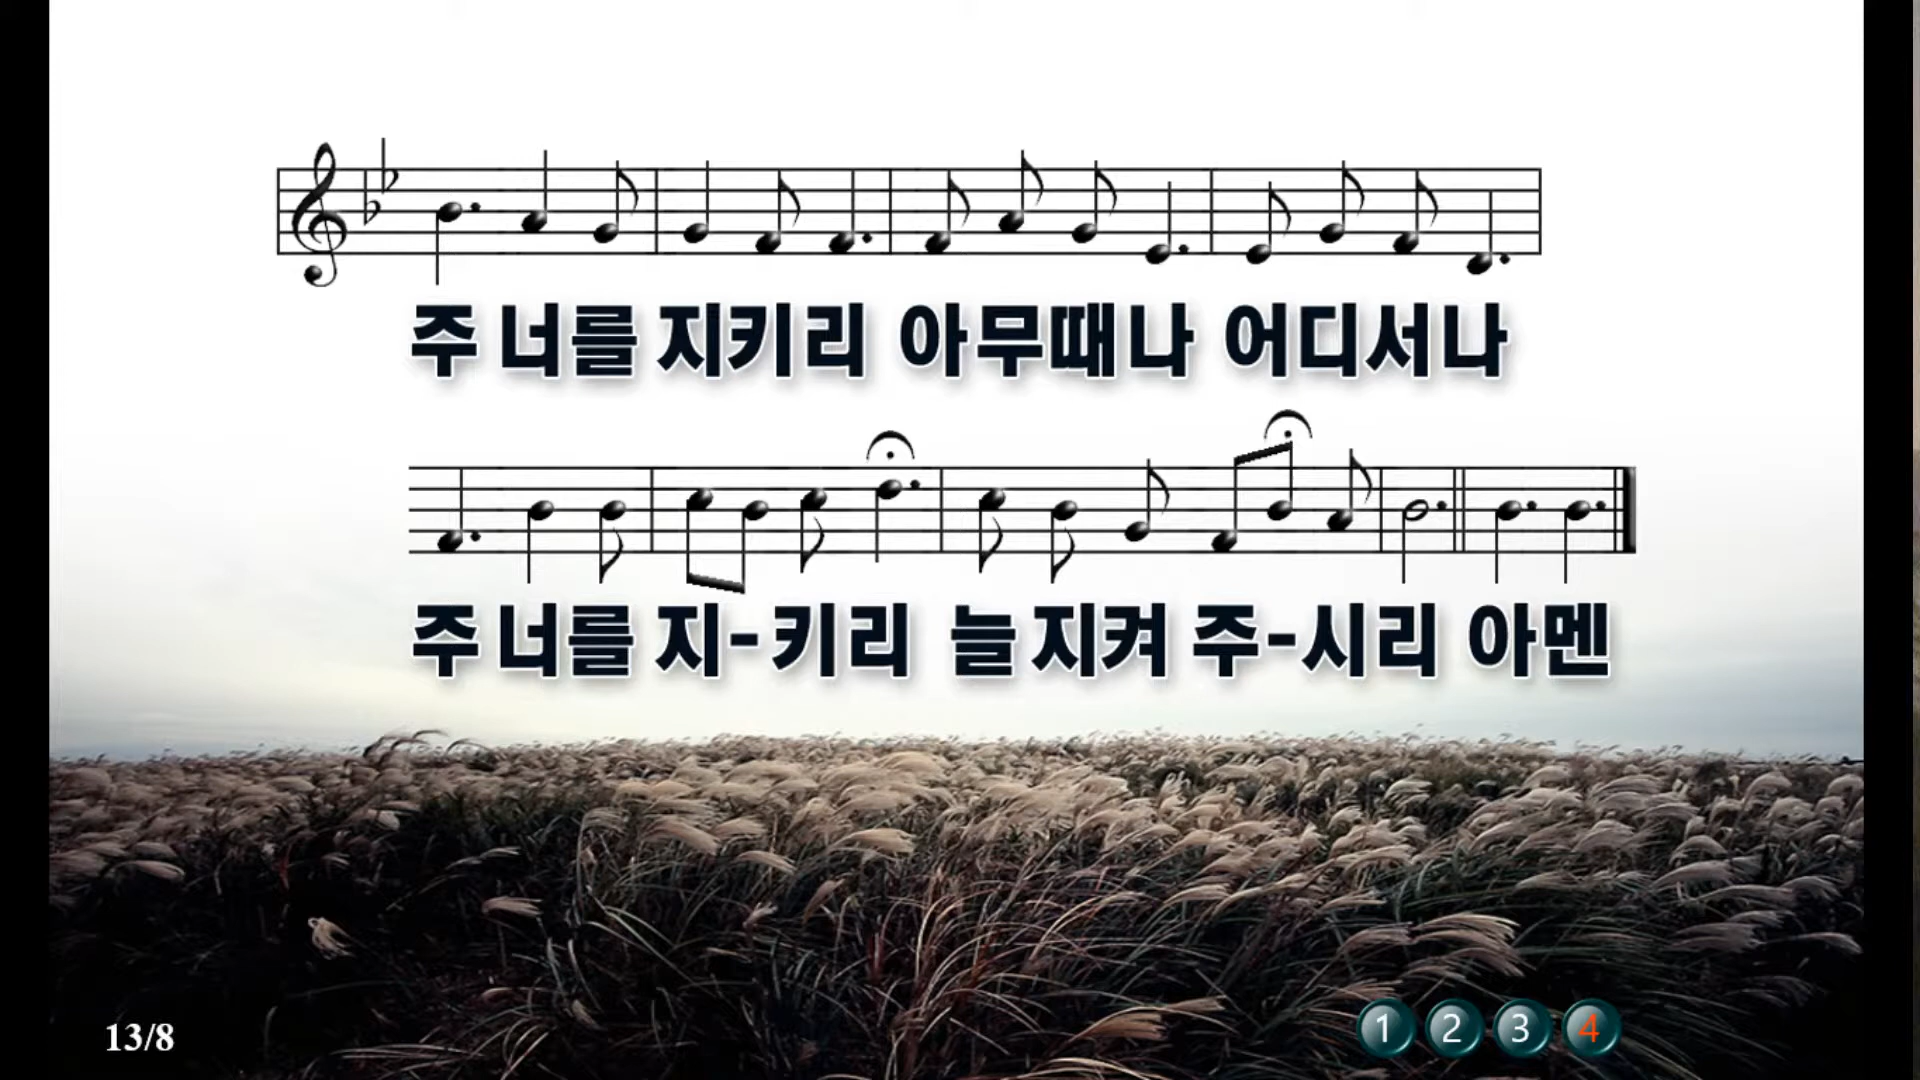 주 너를 지키리 아무때나 어디서나
주 너를 지-키리 늘 지켜 주-시리 아멘
13/8
1 2 3 4